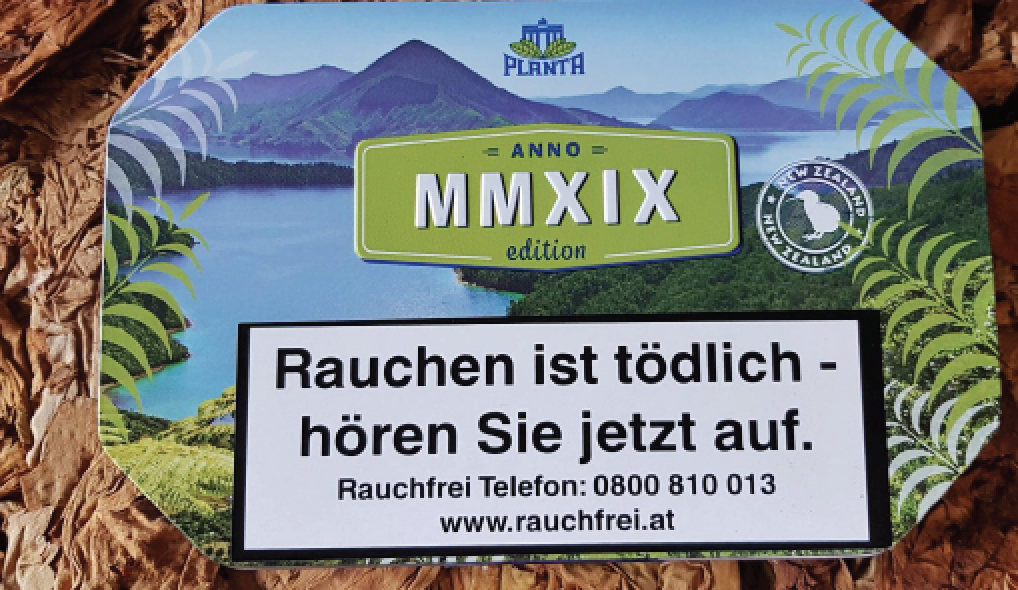 PLANTA
ANNO
MMXIX
edition
NEW ZEALAND
NEW ZEALAND
Rauchen ist tödlich -
hören Sie jetzt auf.
Rauchfrei Telefon: 0800 810 013
www.rauchfrei.at